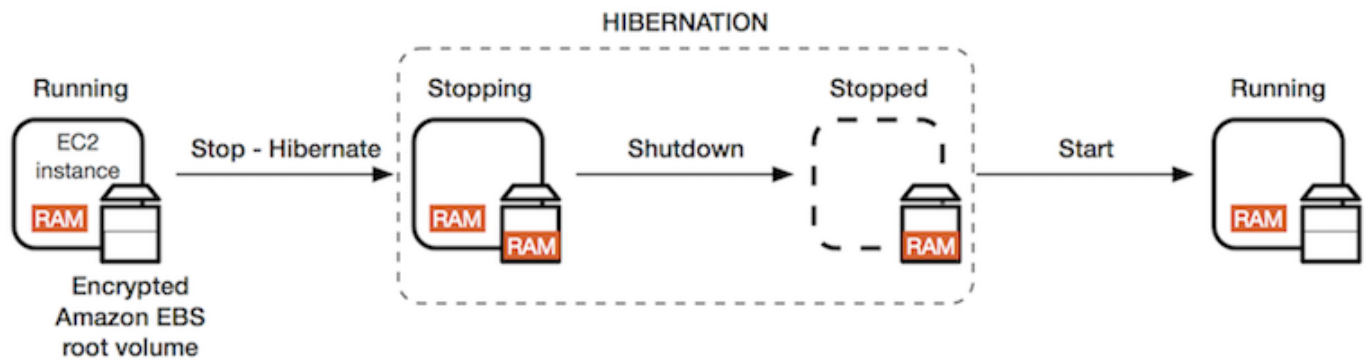 HIBERNATION
Running
Stopping
Stopped
Running
EC2
instance
Stop - Hibernate
Shutdown
Start
RAM
RAM
RAM
RAM
RAM
Encrypted
Amazon EBS
root volume